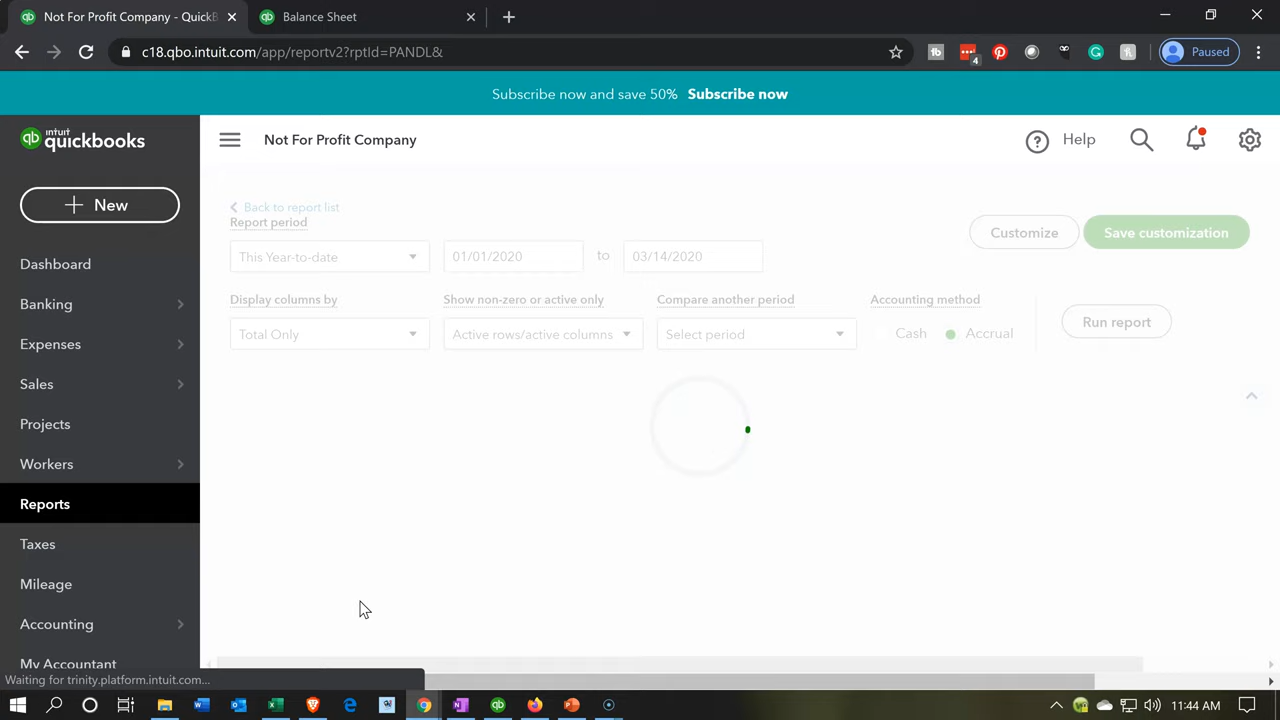 Not For Profit Company - QuickB
Balance Sheet
c18.qbo.intuit.com/app/reportv2?rptId=PANDL&
4
Paused
Subscribe now and save 50% Subscribe now
intuit
quickbooks
Not For Profit Company
Help
New
Back to report list
Report period
Customize
Save customization
This Year-to-date
01/01/2020
to
03/14/2020
Dashboard
Banking
Display columns by
Show non-zero or active only
Compare another period
Accounting method
Total Only
Active rows/active columns
Select period
Cash
Accrual
Run report
Expenses
Sales
Projects
Workers
Reports
Taxes
Mileage
Accounting
My Accountant
Waiting for trinity.platform.intuit.com...
11:44 AM